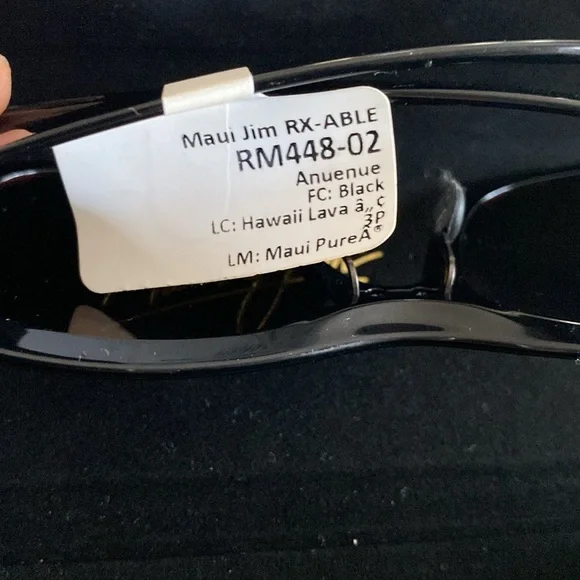 Maui Jim RX-ABLE
RM448-02
Anuenue
FC: Black
LC: Hawaii Lava â„¢
3P
LM: Maui PureÂ®